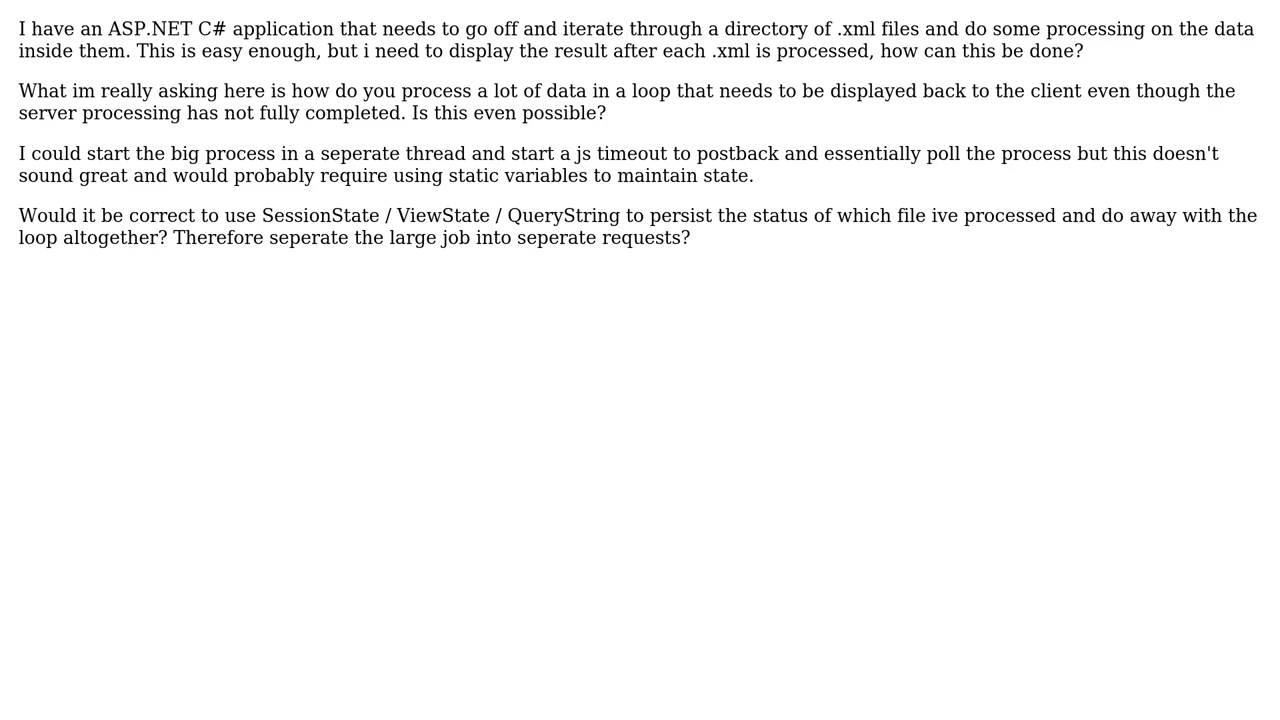 I have an ASP.NET C# application that needs to go off and iterate through a directory of .xml files and do some processing on the data
inside them. This is easy enough, but i need to display the result after each .xml is processed, how can this be done?
What im really asking here is how do you process a lot of data in a loop that needs to be displayed back to the client even though the
server processing has not fully completed. Is this even possible?
I could start the big process in a seperate thread and start a js timeout to postback and essentially poll the process but this doesn't
sound great and would probably require using static variables to maintain state.
Would it be correct to use SessionState / ViewState / QueryString to persist the status of which file ive processed and do away with the
loop altogether? Therefore seperate the large job into seperate requests?